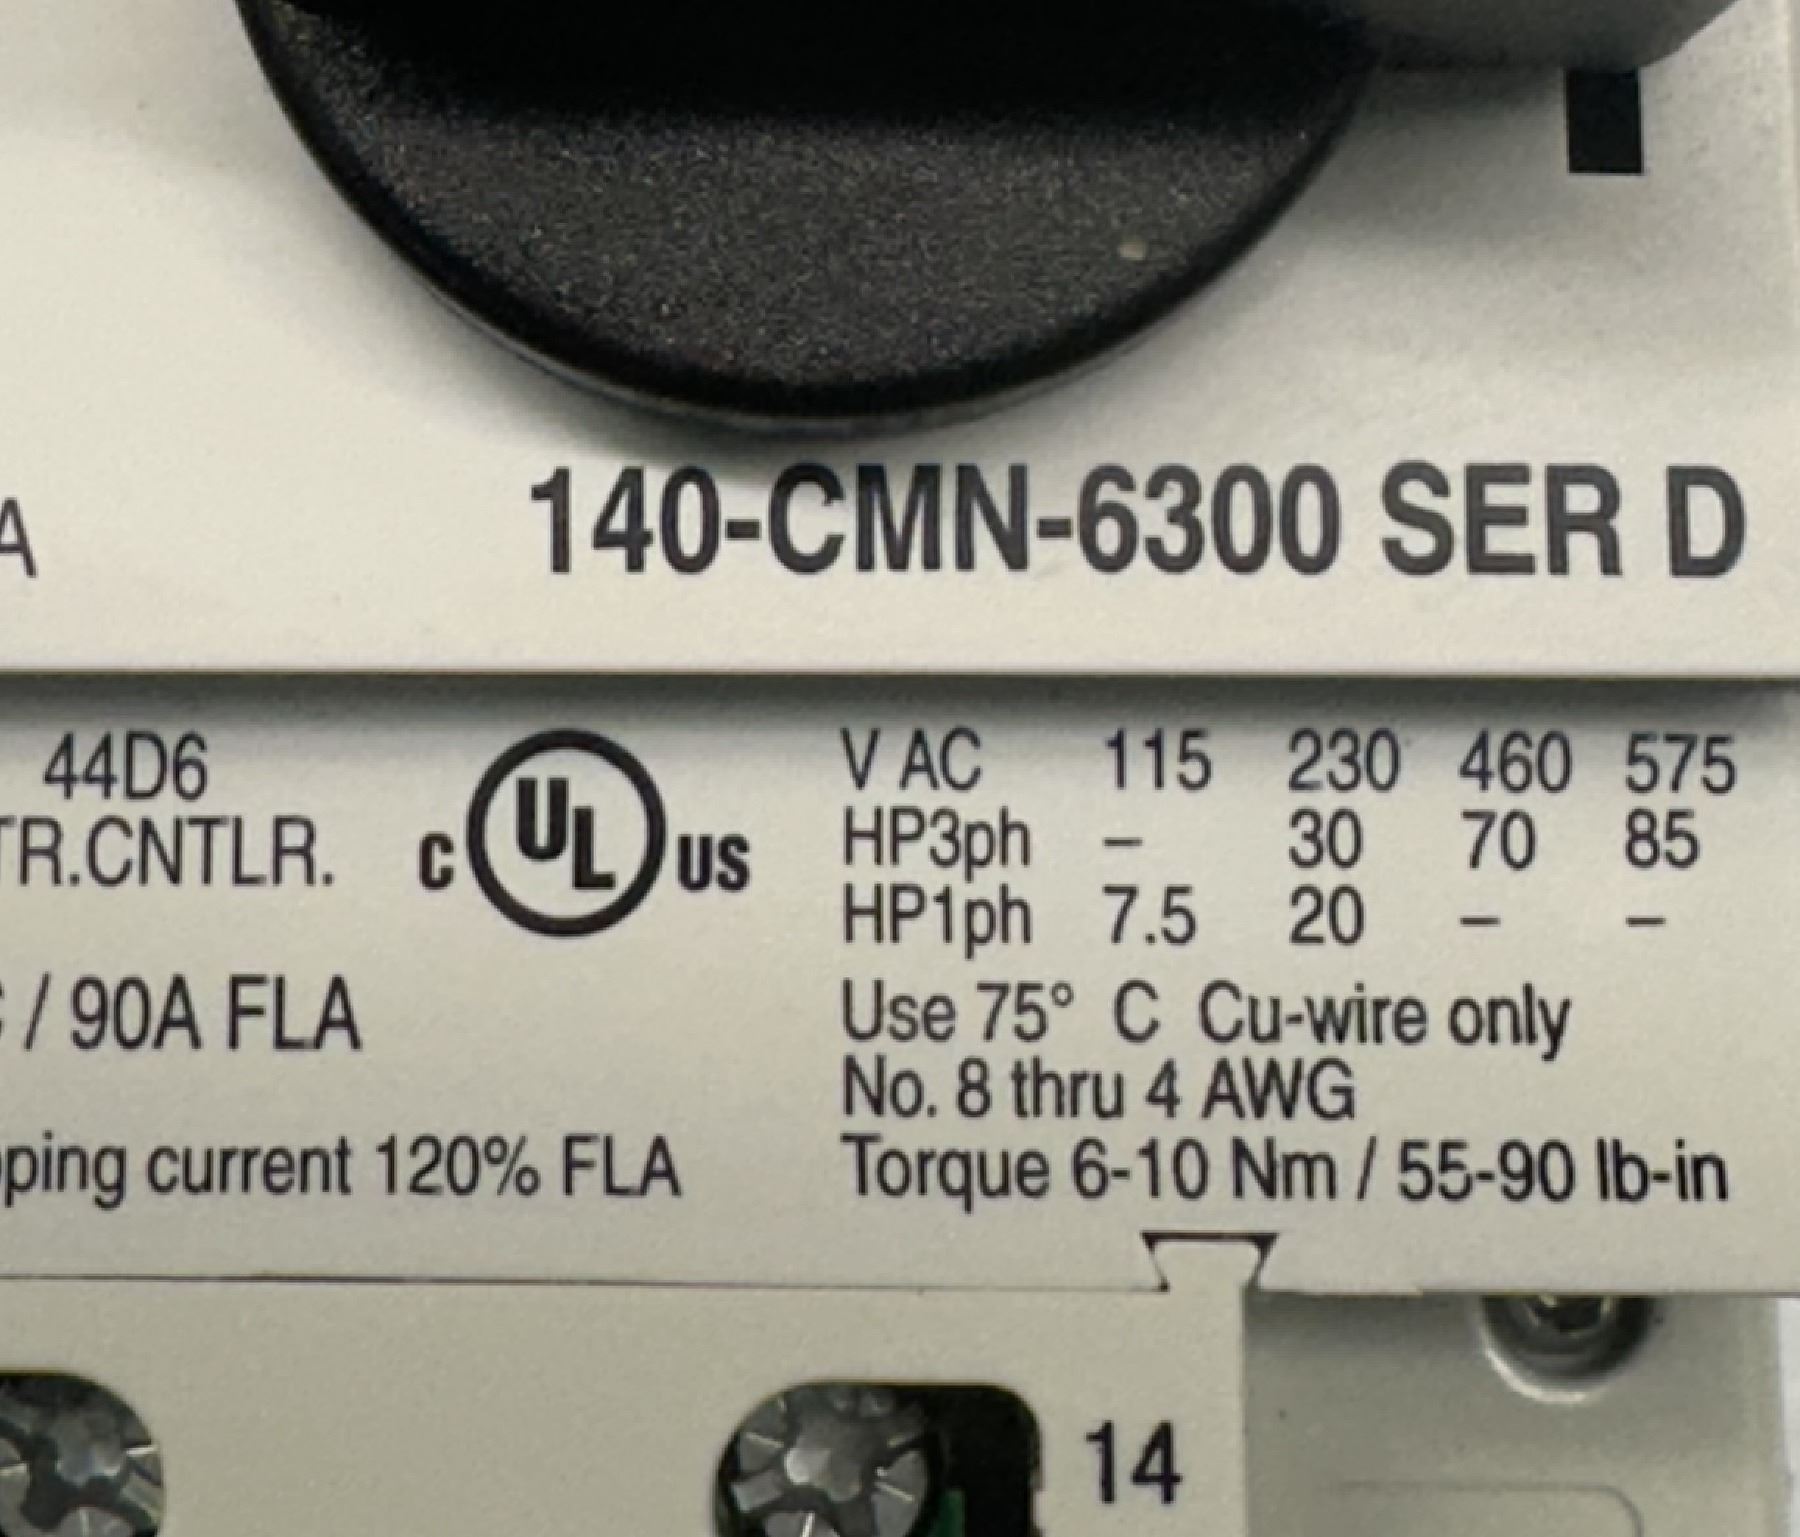 A
140-CMN-6300 SER D
44D6
TR.CNTLR.
C UL US
V AC 115 230 460 575
HP3ph – 30 70 85
HP1ph 7.5 20 – –
/ 90A FLA
Use 75° C Cu-wire only
No. 8 thru 4 AWG
pping current 120% FLA
Torque 6-10 Nm / 55-90 lb-in
14